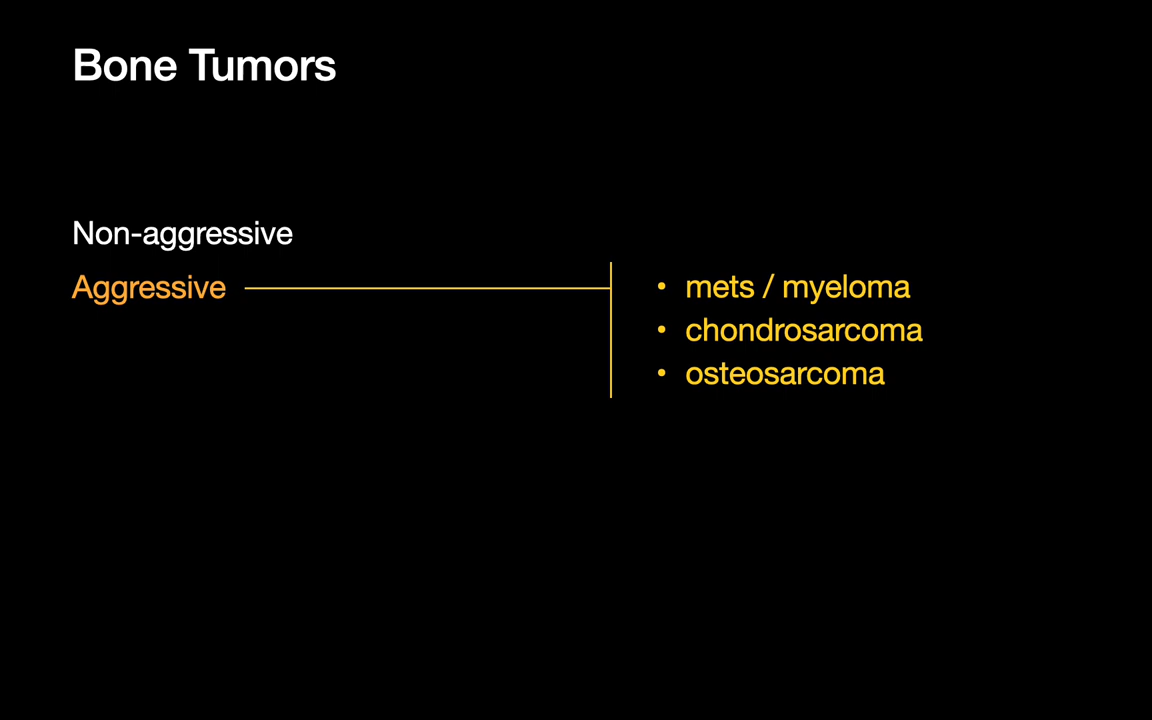 Bone Tumors
Non-aggressive
Aggressive
• mets / myeloma
• chondrosarcoma
• osteosarcoma